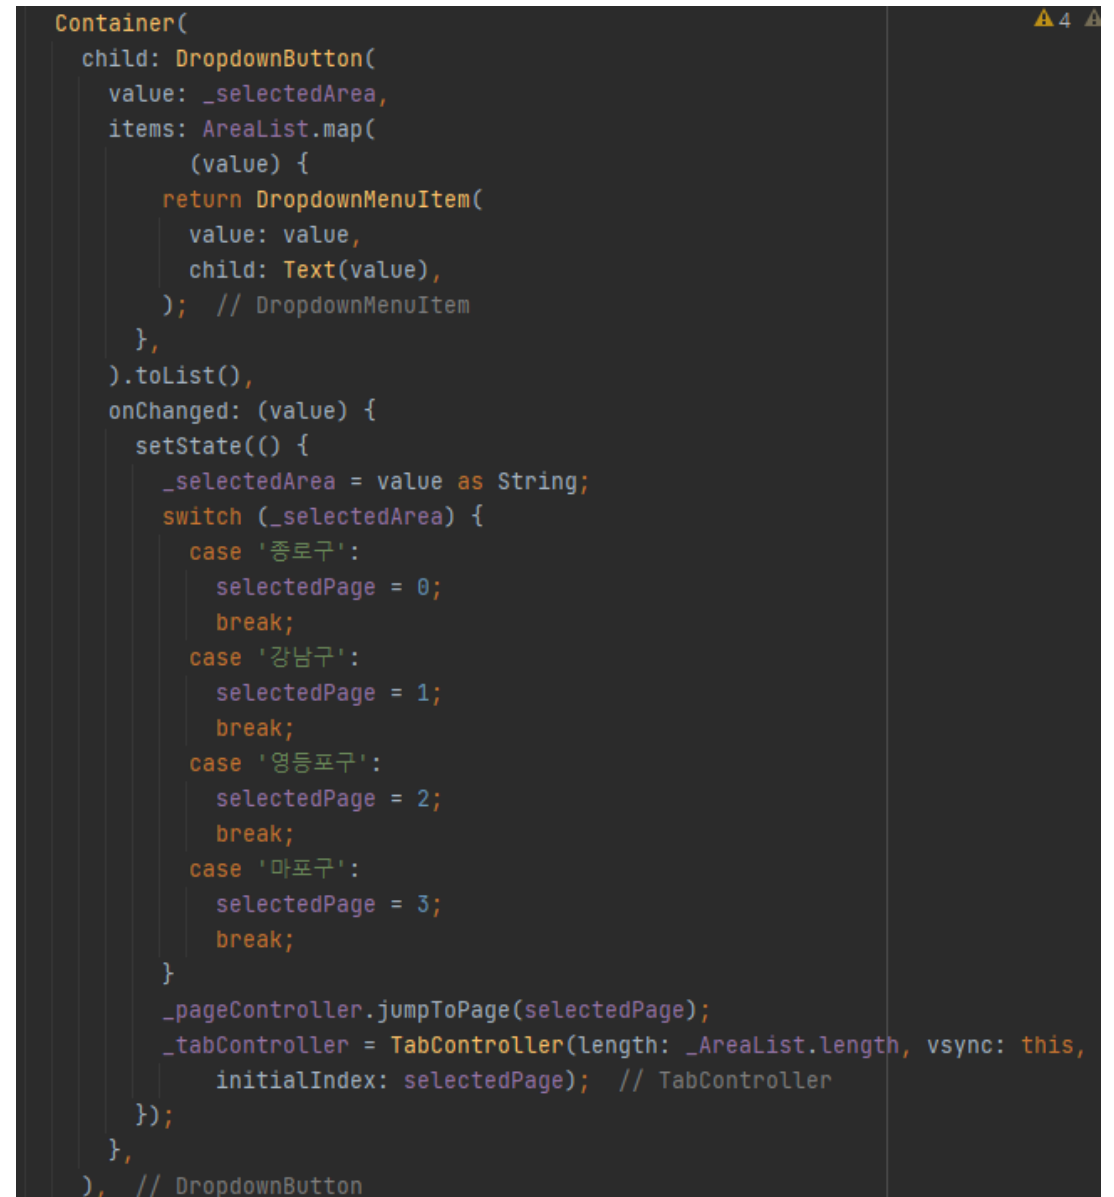 Container(
4
child: DropdownButton(
value: _selectedArea,
items: AreaList.map(
(value) {
return DropdownMenuItem(
value: value,
child: Text(value),
); // DropdownMenuItem
},
).toList(),
onChanged: (value) {
setState(() {
_selectedArea = value as String;
switch (_selectedArea) {
case '종로구':
selectedPage = 0;
break;
case '강남구':
selectedPage = 1;
break;
case '영등포구':
selectedPage = 2;
break;
case '마포구':
selectedPage = 3;
break;
}
_pageController.jumpToPage(selectedPage);
_tabController = TabController(length: _AreaList.length, vsync: this,
initialIndex: selectedPage); // TabController
});
},
), // DropdownButton